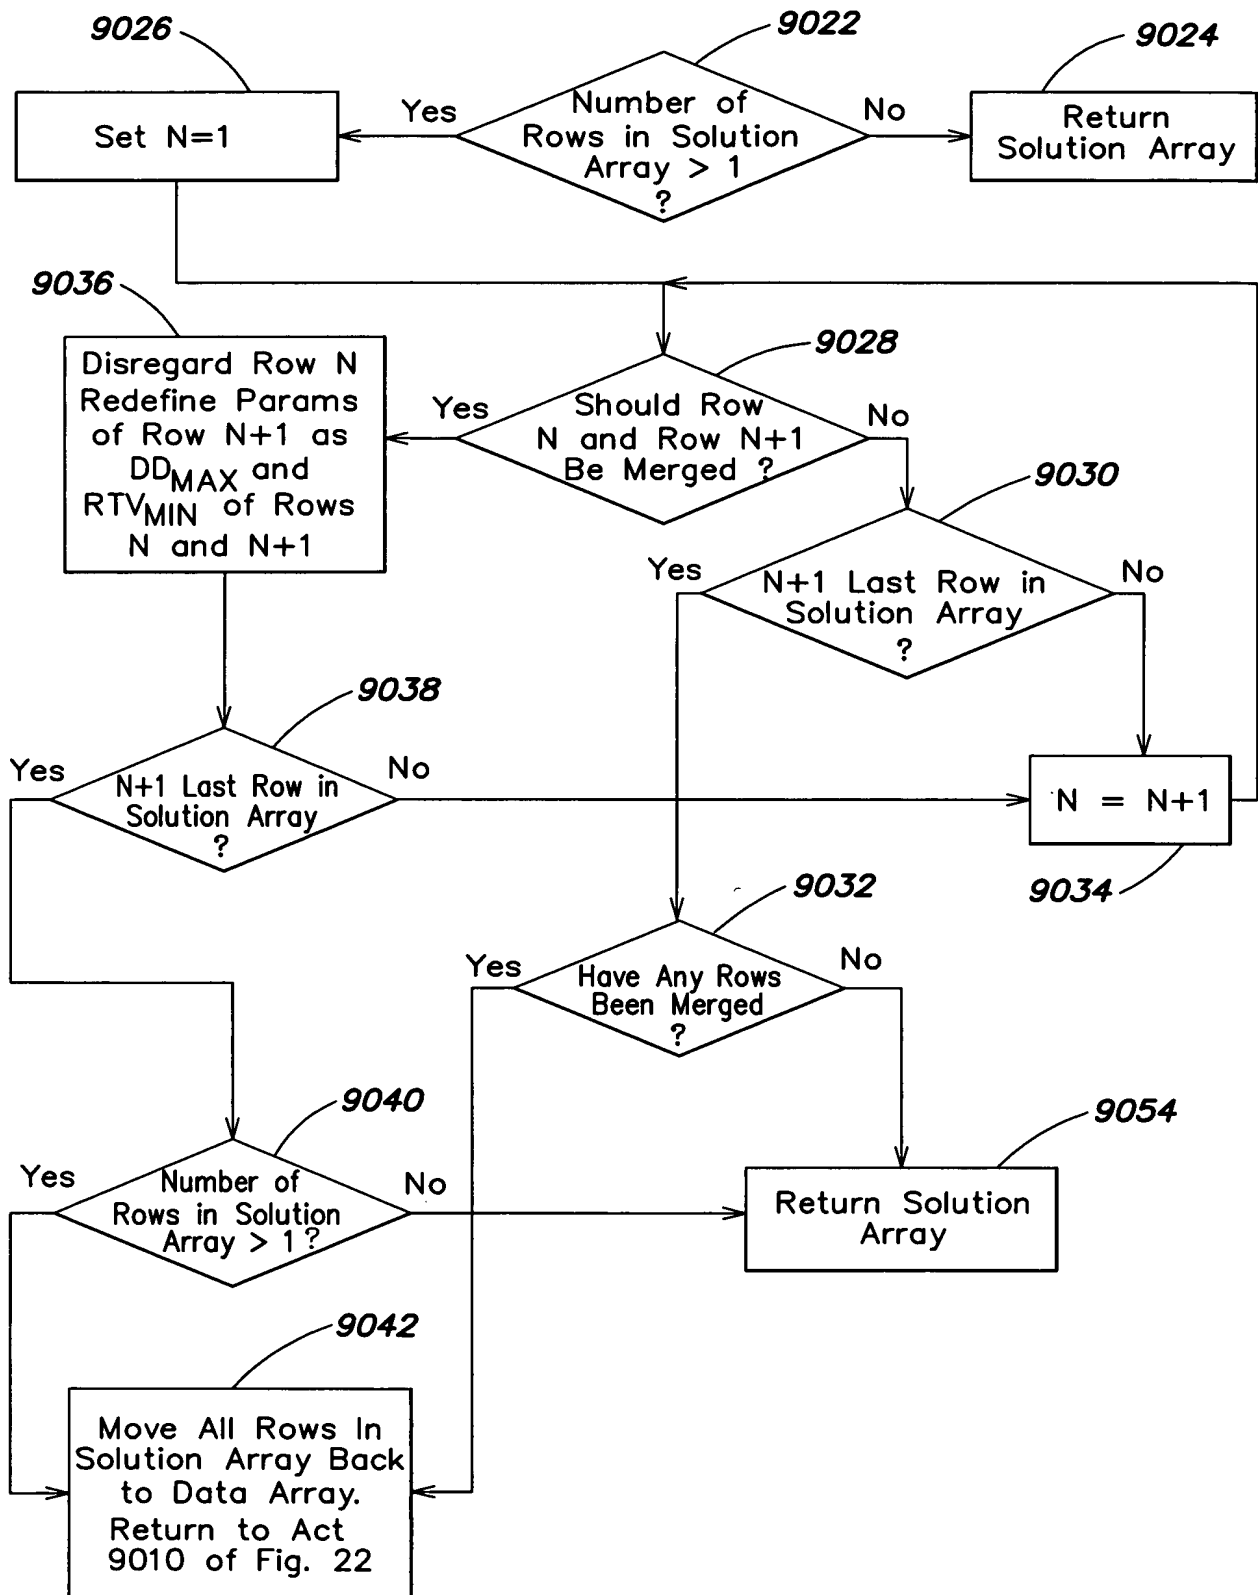 9026
9022
9024
Set N=1
Yes
Number of
Rows in Solution
Array > 1
?
No
Return
Solution Array
9036
9028
Disregard Row N
Redefine Params
of Row N+1 as
DDMAX and
RTVMIN of Rows
N and N+1
Yes
Should Row
N and Row N+1
Be Merged ?
No
9030
Yes
N+1 Last Row in
Solution Array
?
No
9038
Yes
N+1 Last Row in
Solution Array
?
No
N = N+1
9034
9032
Yes
Have Any Rows
Been Merged
?
No
9040
Yes
Number of
Rows in Solution
Array > 1 ?
No
9054
Return Solution
Array
9042
Move All Rows In
Solution Array Back
to Data Array.
Return to Act
9010 of Fig. 22